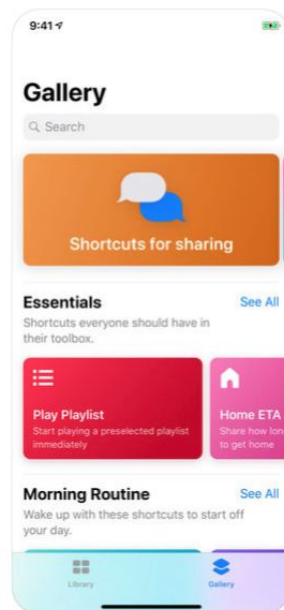 9:41
Gallery
Search
Shortcuts for sharing
Essentials
See All
Shortcuts everyone should have in
their toolbox.
Play Playlist
Start playing a preselected playlist
immediately
Home ETA
Share how lon
to get home
Morning Routine
See All
Wake up with these shortcuts to start off
your day.
Library
Gallery